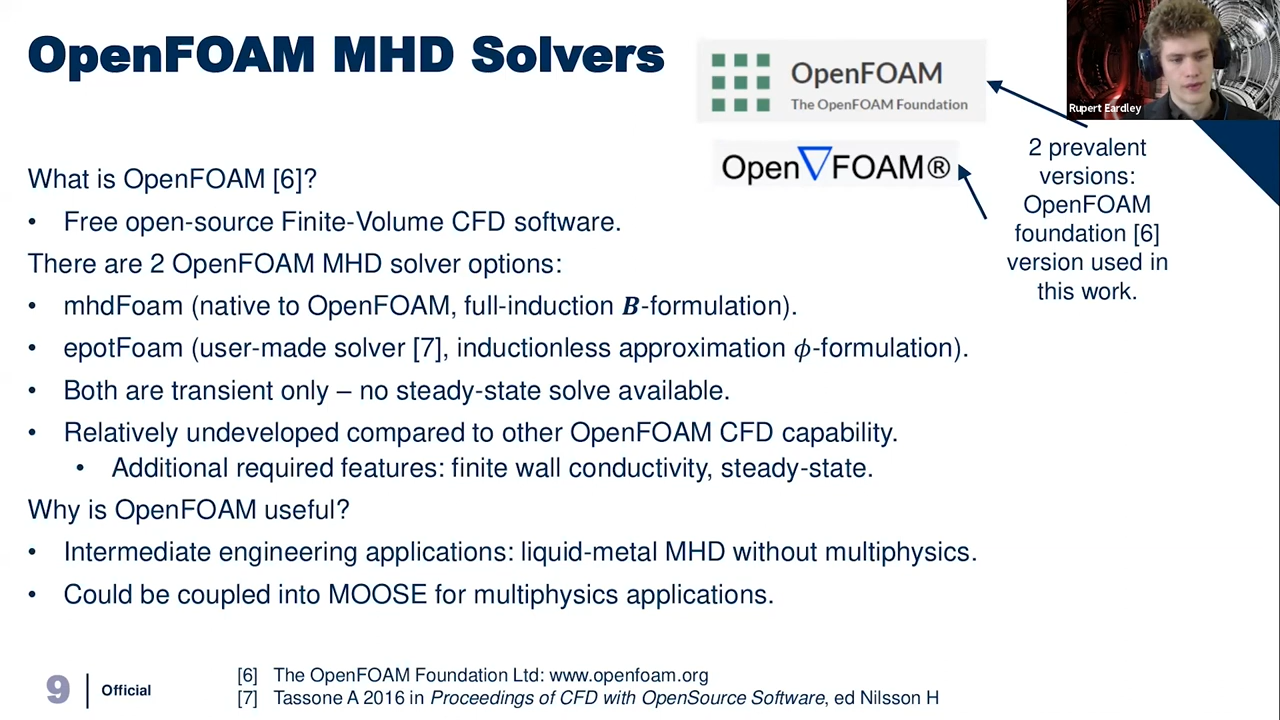 OpenFOAM MHD Solvers
OpenFOAM
The OpenFOAM Foundation
Open▽FOAM®
Rupert Eardley
2 prevalent
versions:
OpenFOAM
foundation [6]
version used in
this work.
What is OpenFOAM [6]?
• Free open-source Finite-Volume CFD software.
There are 2 OpenFOAM MHD solver options:
• mhdFoam (native to OpenFOAM, full-induction B-formulation).
• epotFoam (user-made solver [7], inductionless approximation ϕ-formulation).
• Both are transient only – no steady-state solve available.
• Relatively undeveloped compared to other OpenFOAM CFD capability.
• Additional required features: finite wall conductivity, steady-state.
Why is OpenFOAM useful?
• Intermediate engineering applications: liquid-metal MHD without multiphysics.
• Could be coupled into MOOSE for multiphysics applications.
9 Official
[6] The OpenFOAM Foundation Ltd: www.openfoam.org
[7] Tassone A 2016 in Proceedings of CFD with OpenSource Software, ed Nilsson H